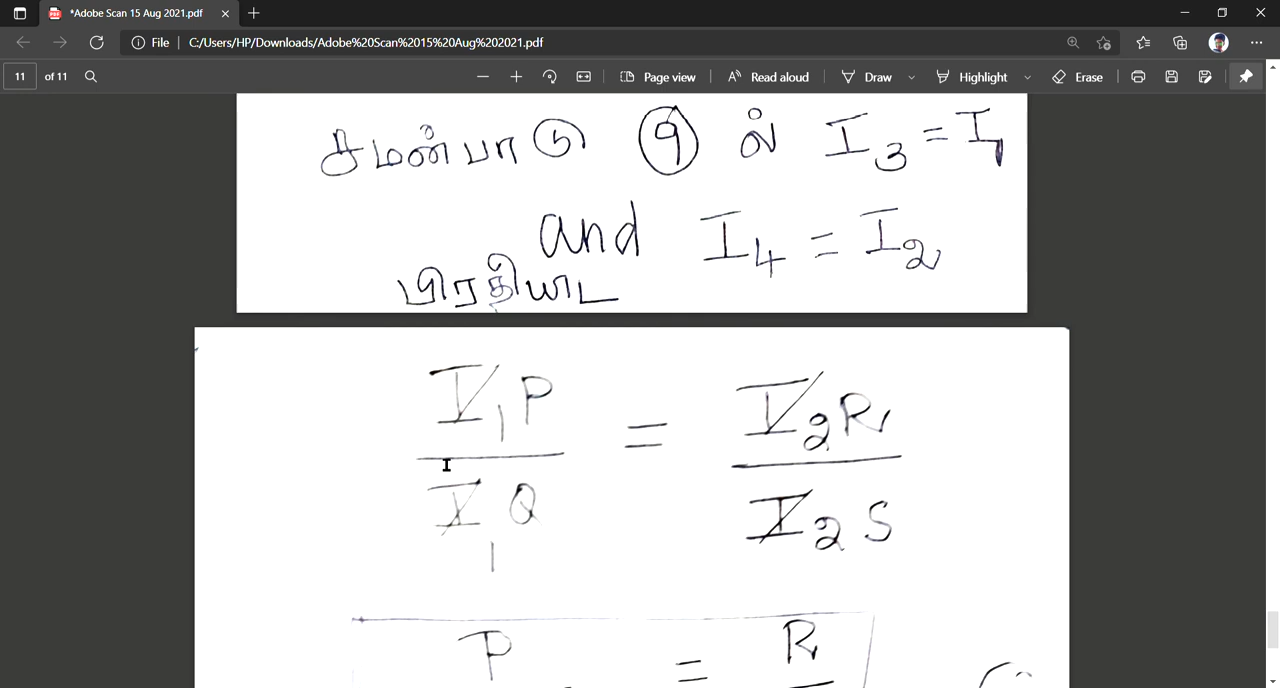 *Adobe Scan 15 Aug 2021.pdf
File | C:/Users/HP/Downloads/Adobe%20Scan%2015%20Aug%202021.pdf
11 of 11 Page view Read aloud Draw Highlight Erase
சமன்பாடு (9) ல் I₃ = I₁
and I₄ = I₂
பிரதியிட
I₁P / I₁Q = I₂R / I₂S
P = R